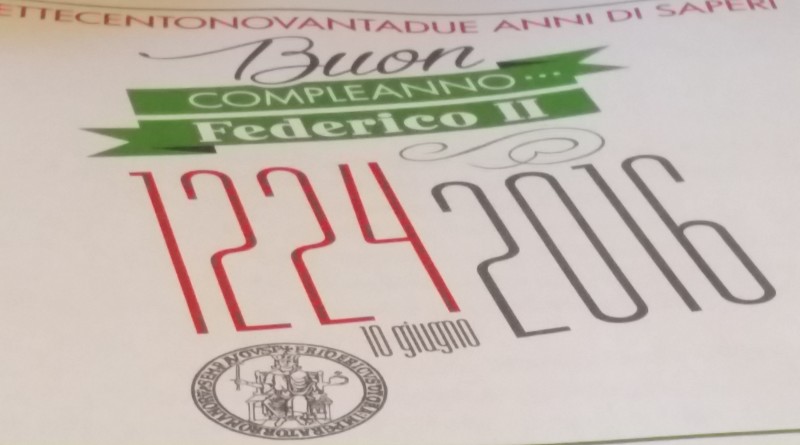 ETTECENTONOVANTADUE ANNI DI SAPERI
Buon
COMPLEANNO...
Federico II
1224 2016
10 giugno